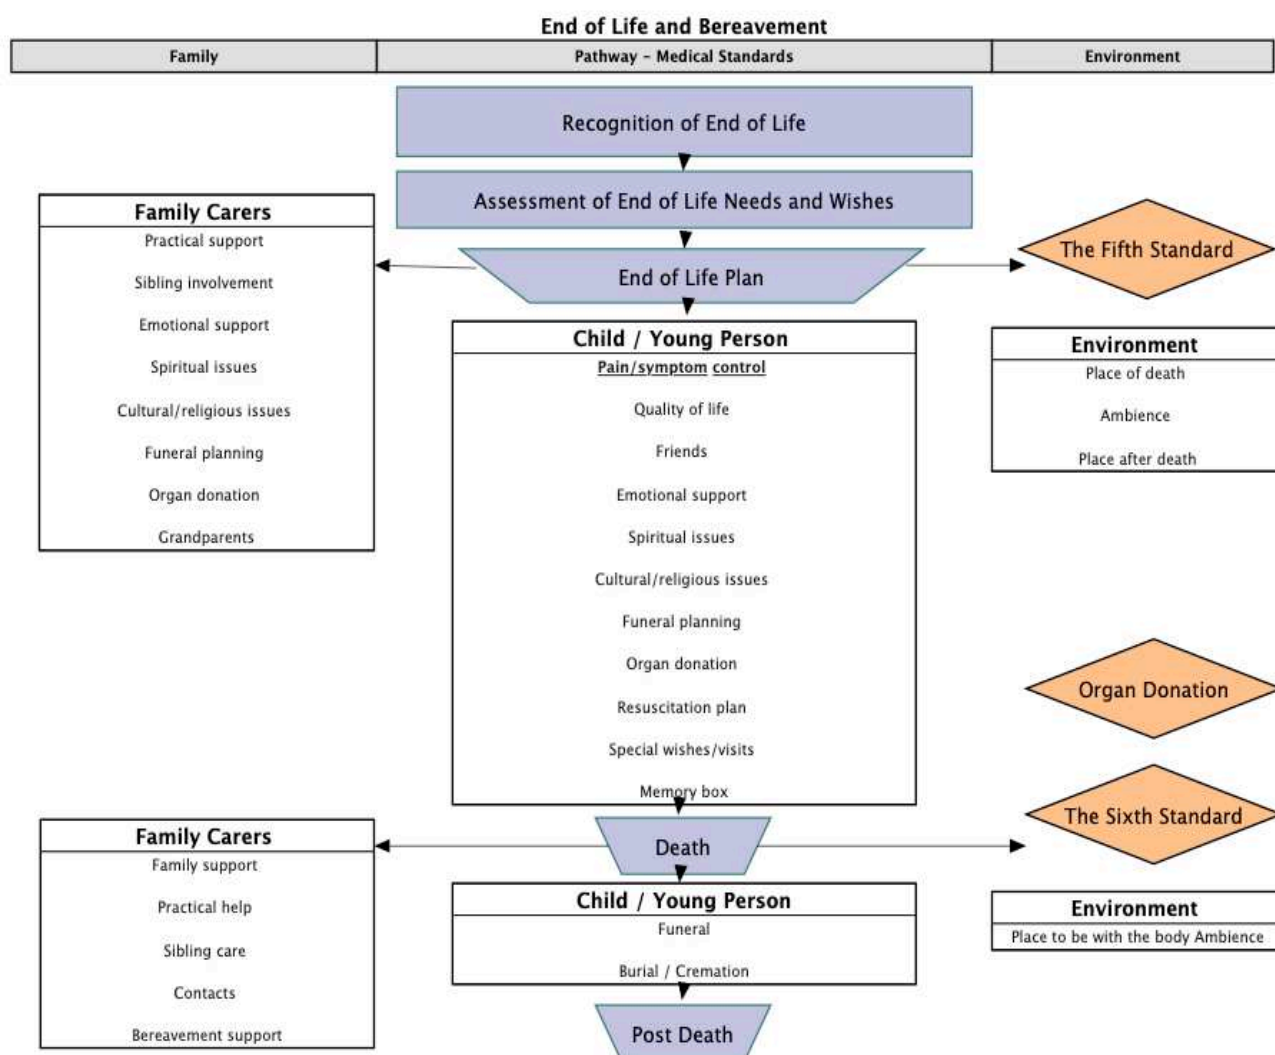 End of Life and Bereavement
Family
Pathway – Medical Standards
Environment
Recognition of End of Life
Assessment of End of Life Needs and Wishes
End of Life Plan
Family Carers
Practical support
Sibling involvement
Emotional support
Spiritual issues
Cultural/religious issues
Funeral planning
Organ donation
Grandparents
Child / Young Person
Pain/symptom control
Quality of life
Friends
Emotional support
Spiritual issues
Cultural/religious issues
Funeral planning
Organ donation
Resuscitation plan
Special wishes/visits
Memory box
The Fifth Standard
Environment
Place of death
Ambience
Place after death
Organ Donation
The Sixth Standard
Death
Family Carers
Family support
Practical help
Sibling care
Contacts
Bereavement support
Child / Young Person
Funeral
Burial / Cremation
Environment
Place to be with the body Ambience
Post Death